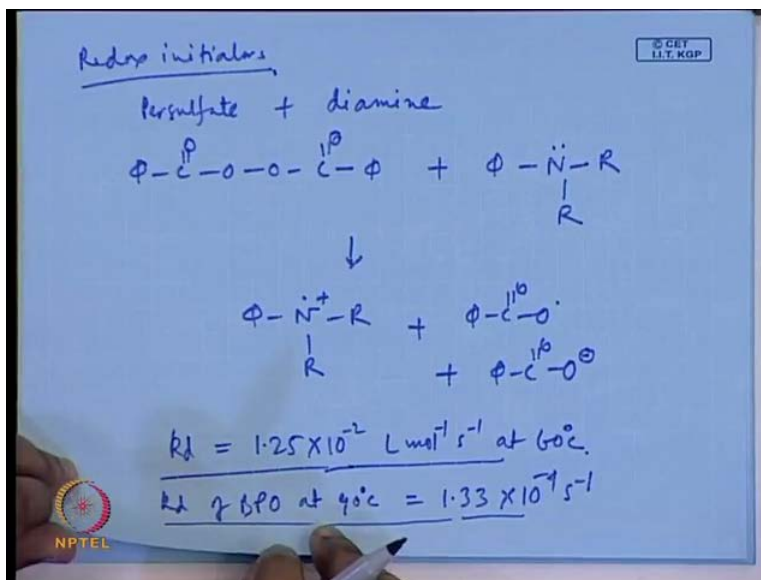 Redox initiators
© CET
I.I.T. KGP
Persulfate + diamine
O O
Φ-C-O-O-C-Φ + Φ-N̈-R
R
↓
Φ-Ṅ⁺-R + Φ-C-O·
R O
+ Φ-C-O⊖
O
kd = 1.25×10⁻² L mol⁻¹ s⁻¹ at 60°C.
kd of BPO at 90°C = 1.33 × 10⁻⁴ s⁻¹
NPTEL